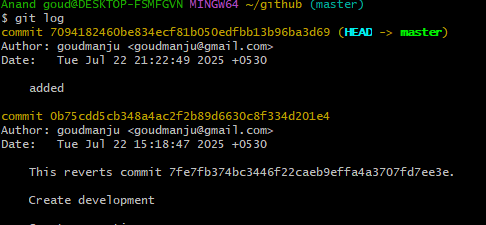 Anand goud@DESKTOP-FSMFGVN MINGW64 ~/github (master)
$ git log
commit 7094182460be834ecf81b050edfbb13b96ba3d69 (HEAD -> master)
Author: goudmanju <goudmanju@gmail.com>
Date:   Tue Jul 22 21:22:49 2025 +0530
added
commit 0b75cdd5cb348a4ac2f2b89d6630c8f334d201e4
Author: goudmanju <goudmanju@gmail.com>
Date:   Tue Jul 22 15:18:47 2025 +0530
This reverts commit 7fe7fb374bc3446f22caeb9effa4a3707fd7ee3e.
Create development